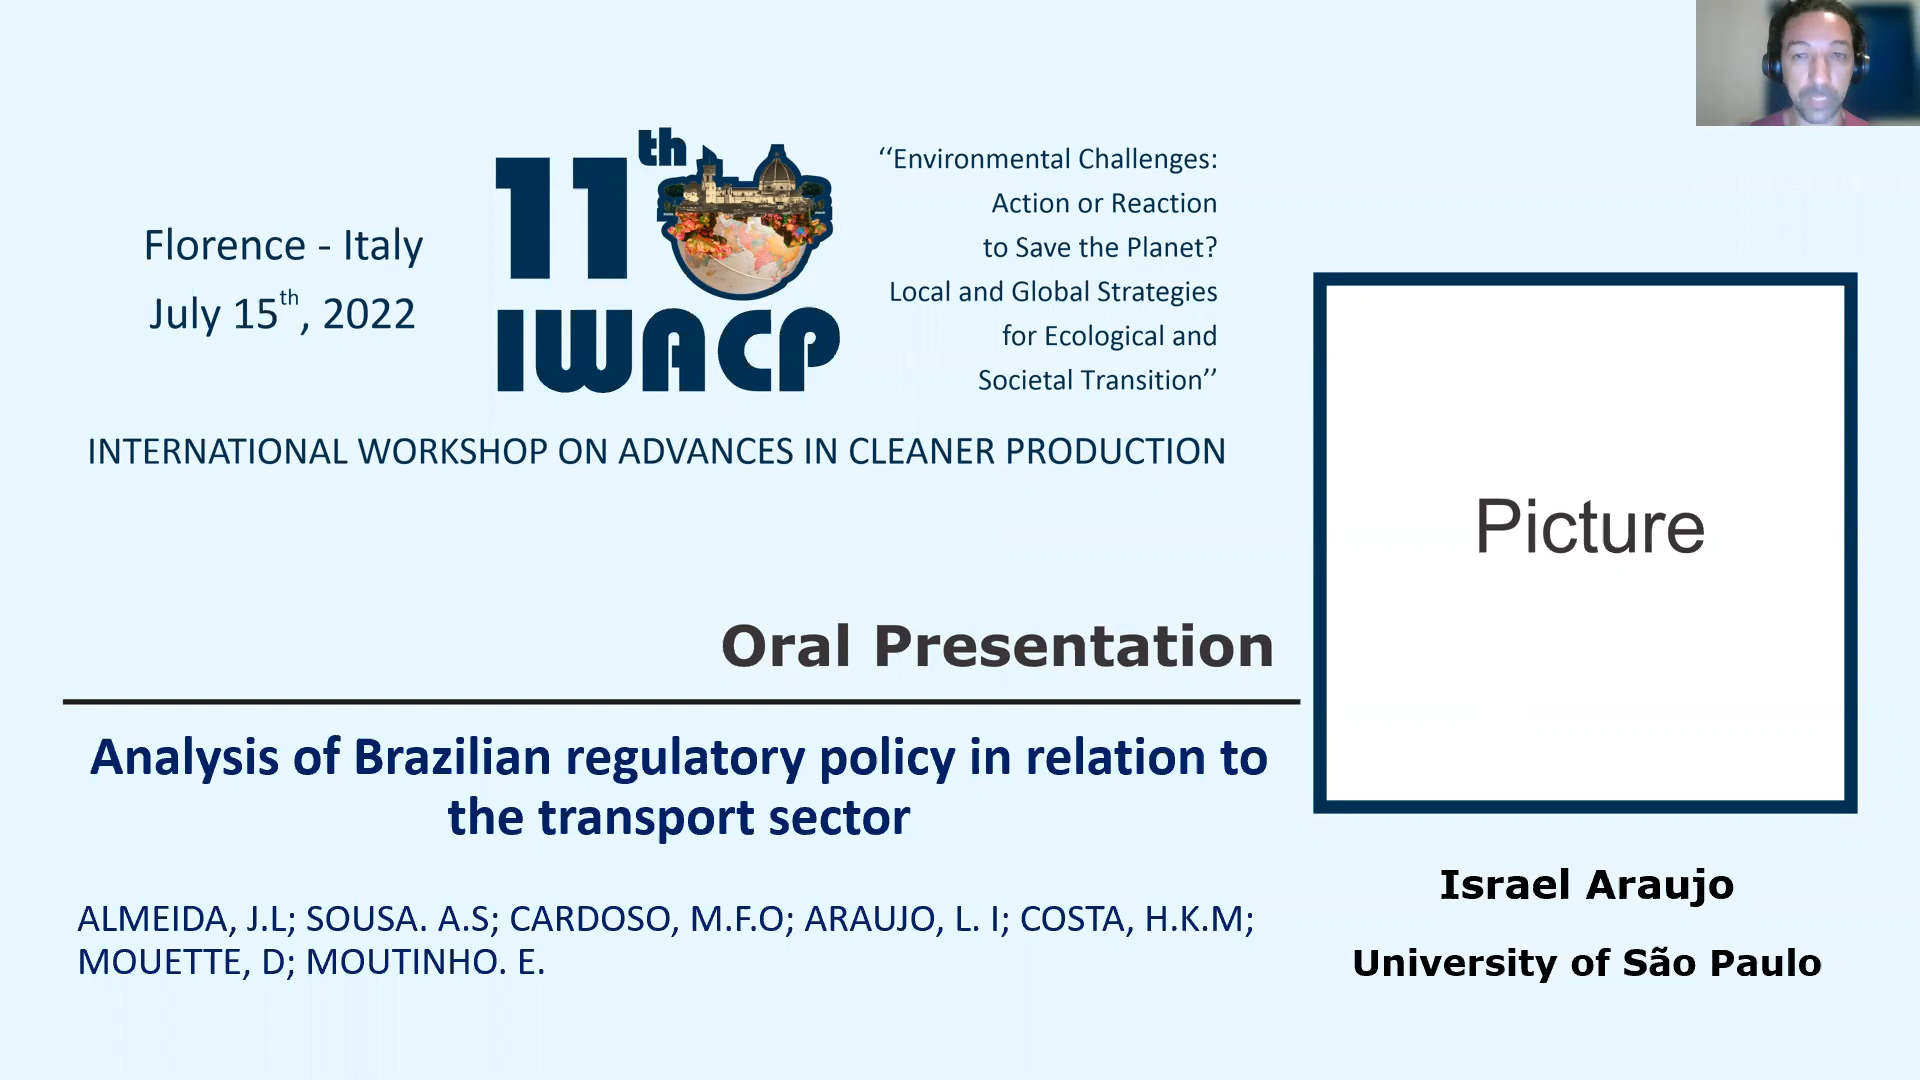 Florence - Italy
July 15th, 2022
11th
IWACP
‘‘Environmental Challenges:
Action or Reaction
to Save the Planet?
Local and Global Strategies
for Ecological and
Societal Transition’’
INTERNATIONAL WORKSHOP ON ADVANCES IN CLEANER PRODUCTION
Picture
Oral Presentation
Analysis of Brazilian regulatory policy in relation to
the transport sector
ALMEIDA, J.L; SOUSA. A.S; CARDOSO, M.F.O; ARAUJO, L. I; COSTA, H.K.M;
MOUETTE, D; MOUTINHO. E.
Israel Araujo
University of São Paulo